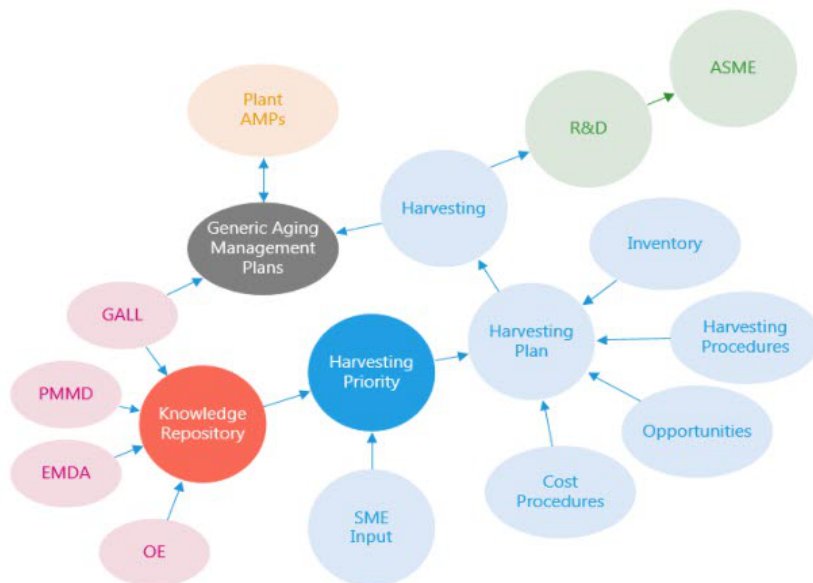 ASME
Plant
AMPs
R&D
Harvesting
Generic Aging
Management
Plans
Inventory
GALL
Harvesting
Plan
Harvesting
Procedures
Harvesting
Priority
PMMD
Knowledge
Repository
Opportunities
EMDA
Cost
Procedures
SME
Input
OE